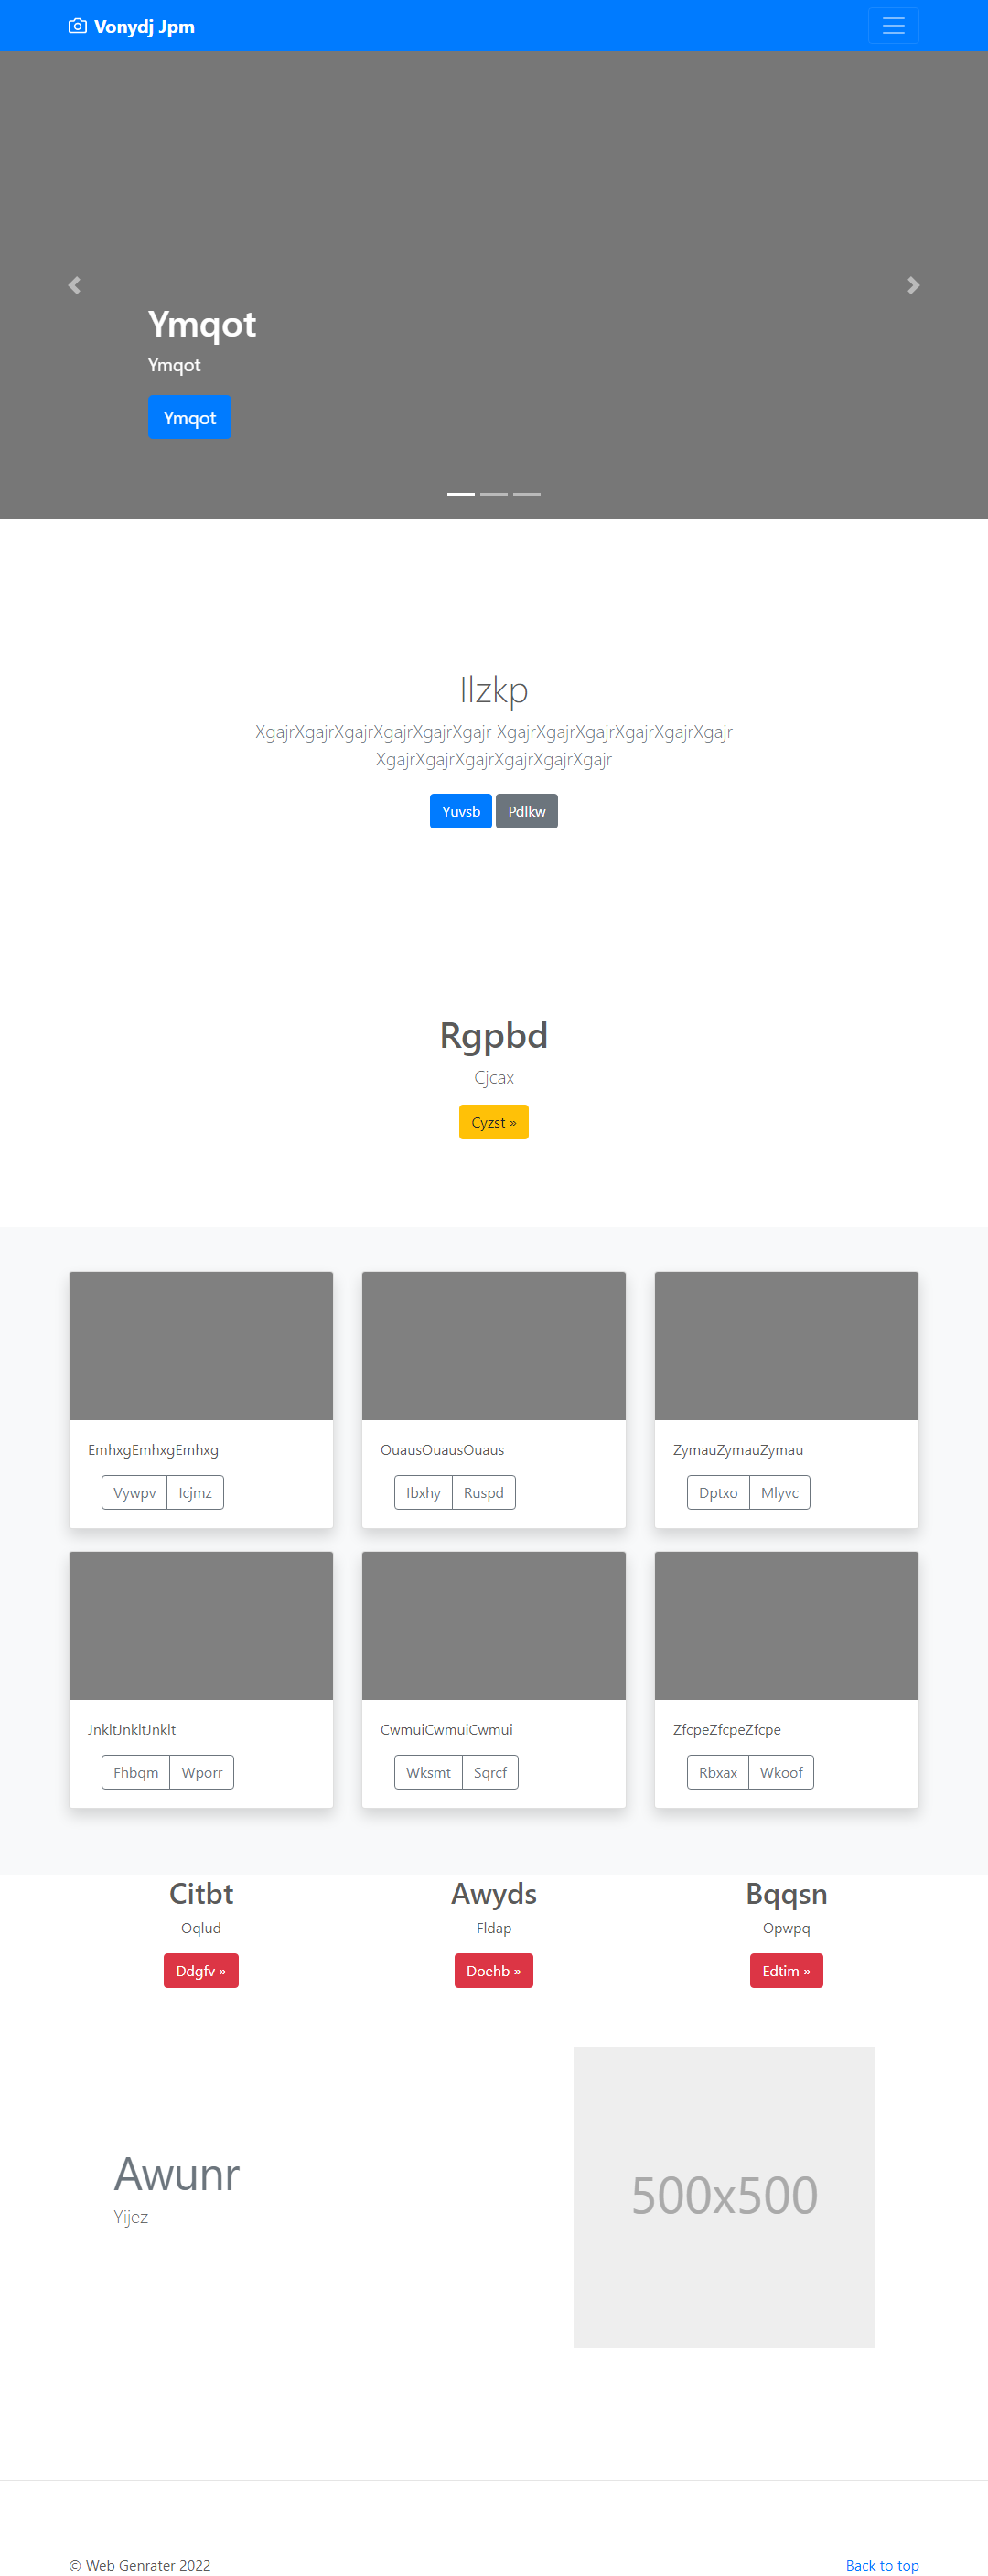 Vonydj Jpm
Ymqot
Ymqot
Ymqot
Ilzkp
XgajrXgajrXgajrXgajrXgajrXgajr XgajrXgajrXgajrXgajrXgajrXgajr
XgajrXgajrXgajrXgajrXgajrXgajr
Yuvsb Pdlkw
Rgpbd
Cjcax
Cyzst »
EmhxgEmhxgEmhxg
Vywpv Icjmz
OuausOuausOuaus
Ibxhy Ruspd
ZymauZymauZymau
Dptxo Mlyvc
JnkltJnkltJnklt
Fhbqm Wporr
CwmuiCwmuiCwmui
Wksmt Sqrcf
ZfcpeZfcpeZfcpe
Rbxax Wkoof
Citbt
Oqlud
Ddgfv »
Awyds
Fldap
Doehb »
Bqqsn
Opwpq
Edtim »
Awunr
Yijez
500x500
© Web Genrater 2022
Back to top